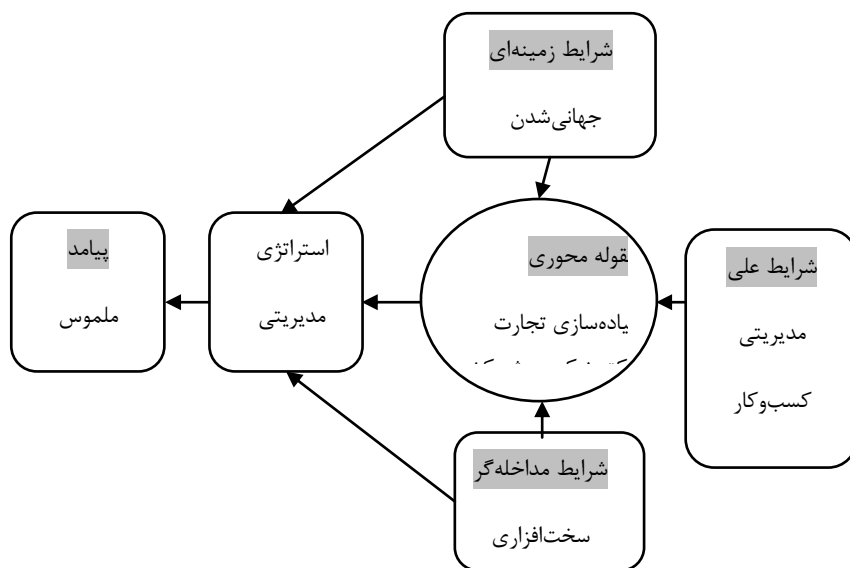 شرایط زمینه‌ای
جهانی‌شدن
شرایط علی
مدیریتی
کسب‌وکار
قوله محوری
یاده‌سازی تجارت
استراتژی
مدیریتی
پیامد
ملموس
شرایط مداخله‌گر
سخت‌افزاری